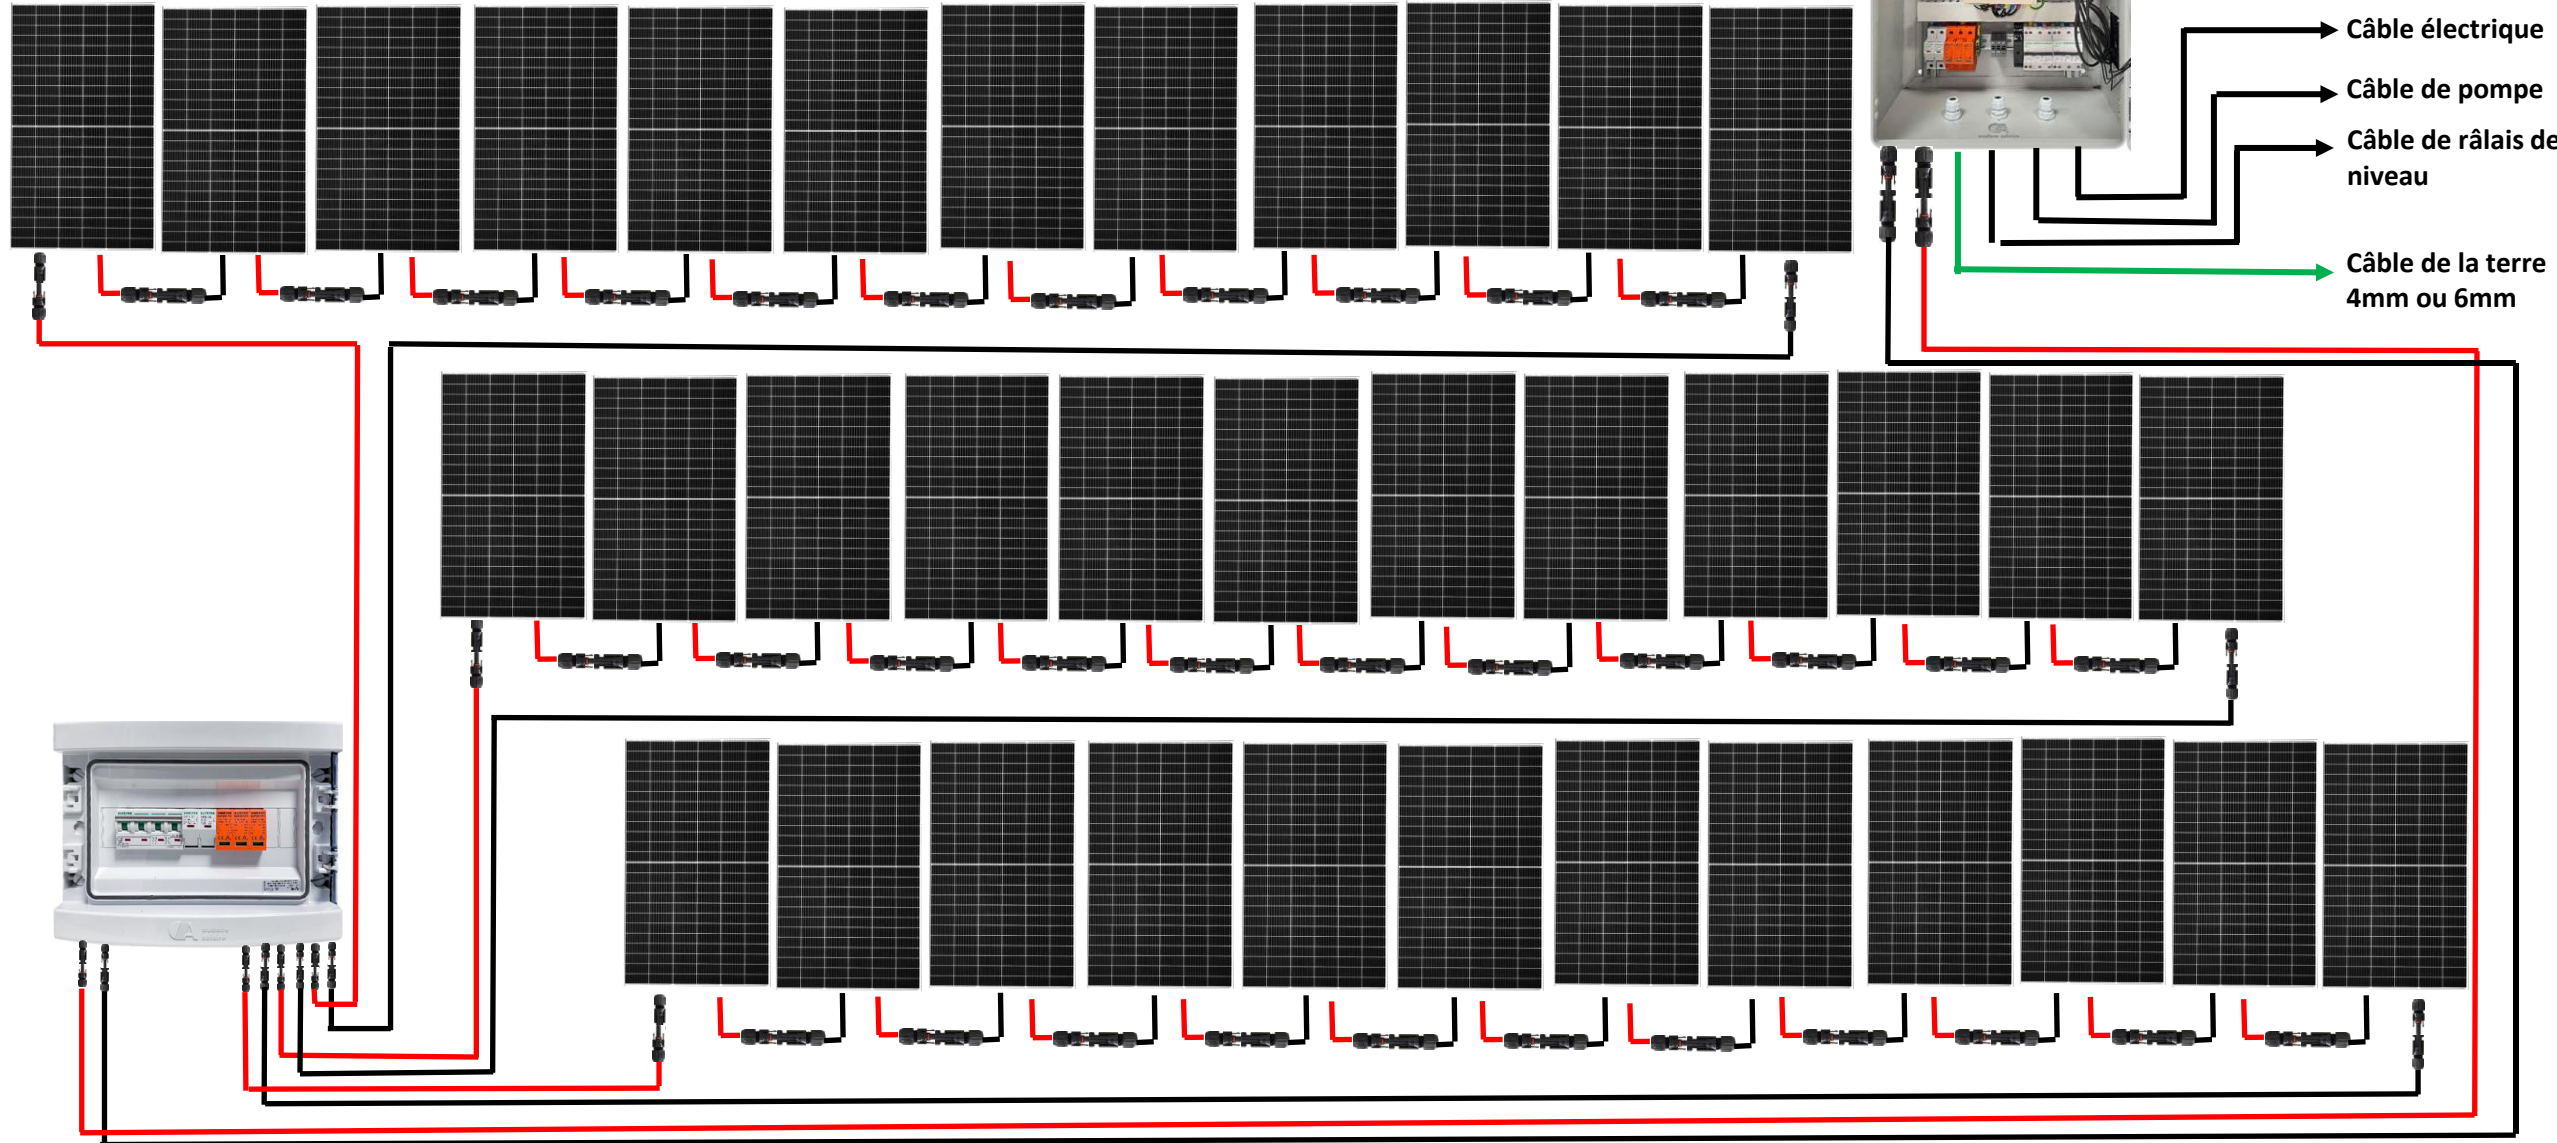 Câble électrique
Câble de pompe
Câble de râlais de
niveau
Câble de la terre
4mm ou 6mm